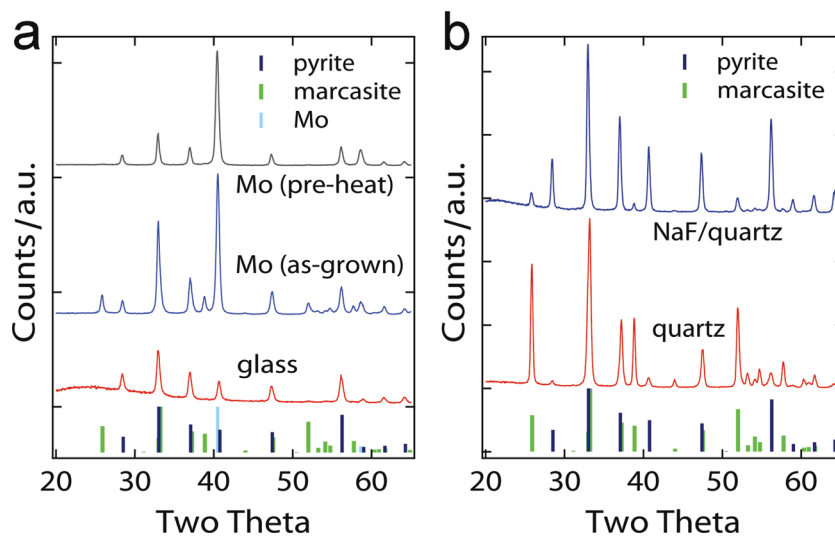 a
Counts/a.u.
pyrite
marcasite
Mo
Mo (pre-heat)
Mo (as-grown)
glass
20 30 40 50 60
Two Theta
b
Counts/a.u.
pyrite
marcasite
NaF/quartz
quartz
20 30 40 50 60
Two Theta